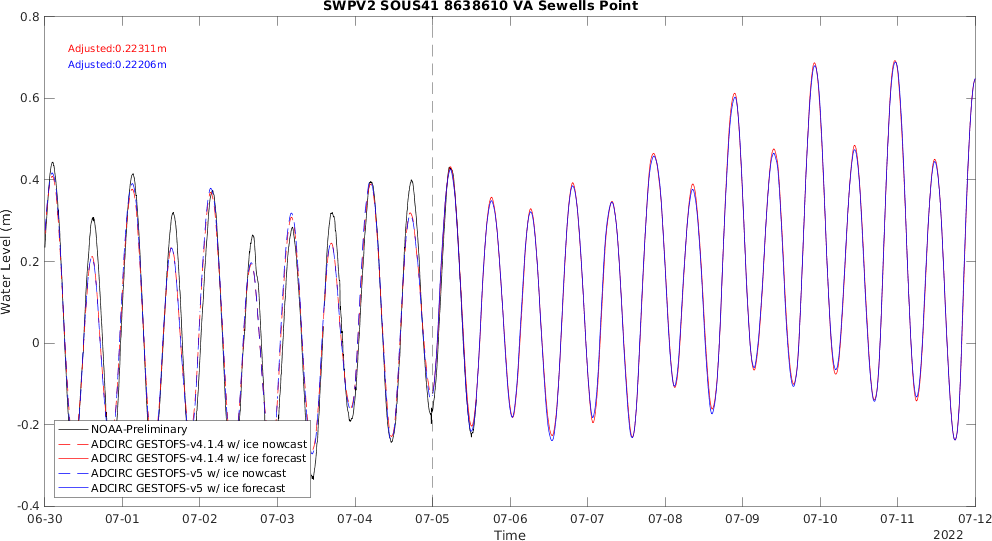 SWPV2 SOUS41 8638610 VA Sewells Point
Adjusted:0.22311m
Adjusted:0.22206m
Water Level (m)
0.8
0.6
0.4
0.2
0
-0.2
-0.4
NOAA-Preliminary
ADCIRC GESTOFS-v4.1.4 w/ ice nowcast
ADCIRC GESTOFS-v4.1.4 w/ ice forecast
ADCIRC GESTOFS-v5 w/ ice nowcast
ADCIRC GESTOFS-v5 w/ ice forecast
06-30 07-01 07-02 07-03 07-04 07-05 07-06 07-07 07-08 07-09 07-10 07-11 07-12
Time
2022